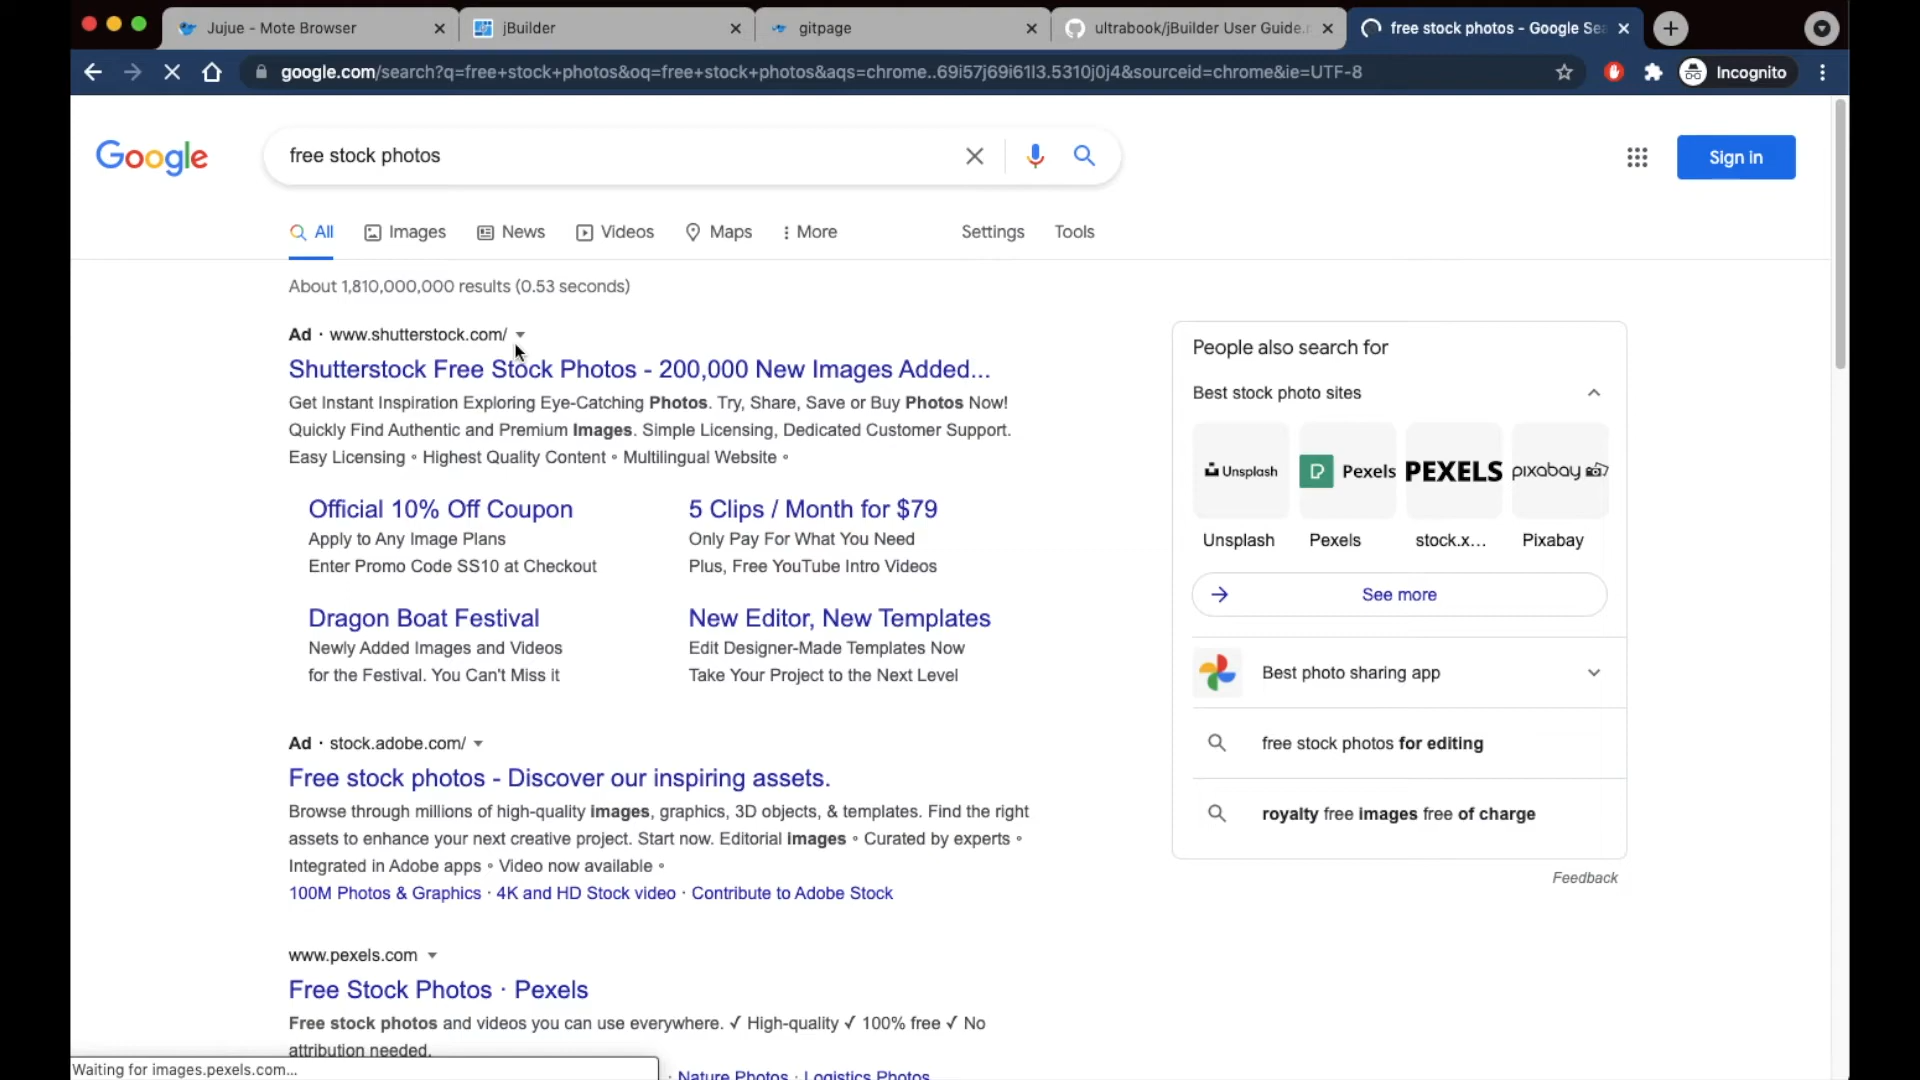 Jujue - Mote Browser
jBuilder
gitpage
ultrabook/jBuilder User Guide.
free stock photos - Google Sea
google.com/search?q=free+stock+photos&oq=free+stock+photos&aqs=chrome..69i57j69i61l3.5310j0j4&sourceid=chrome&ie=UTF-8
Incognito
Google
free stock photos
Sign in
All
Images
News
Videos
Maps
More
Settings
Tools
About 1,810,000,000 results (0.53 seconds)
Ad · www.shutterstock.com/
Shutterstock Free Stock Photos - 200,000 New Images Added...
Get Instant Inspiration Exploring Eye-Catching Photos. Try, Share, Save or Buy Photos Now!
Quickly Find Authentic and Premium Images. Simple Licensing, Dedicated Customer Support.
Easy Licensing ∘ Highest Quality Content ∘ Multilingual Website ∘
Official 10% Off Coupon
Apply to Any Image Plans
Enter Promo Code SS10 at Checkout
5 Clips / Month for $79
Only Pay For What You Need
Plus, Free YouTube Intro Videos
Dragon Boat Festival
Newly Added Images and Videos
for the Festival. You Can't Miss it
New Editor, New Templates
Edit Designer-Made Templates Now
Take Your Project to the Next Level
Ad · stock.adobe.com/
Free stock photos - Discover our inspiring assets.
Browse through millions of high-quality images, graphics, 3D objects, & templates. Find the right
assets to enhance your next creative project. Start now. Editorial images ∘ Curated by experts ∘
Integrated in Adobe apps ∘ Video now available ∘
100M Photos & Graphics · 4K and HD Stock video · Contribute to Adobe Stock
www.pexels.com
Free Stock Photos · Pexels
Free stock photos and videos you can use everywhere. ✓ High-quality ✓ 100% free ✓ No
attribution needed.
· Nature Photos · Logistics Photos
Waiting for images.pexels.com...
People also search for
Best stock photo sites
Unsplash
Pexels
PEXELS
pixabay
Unsplash
Pexels
stock.x...
Pixabay
See more
Best photo sharing app
free stock photos for editing
royalty free images free of charge
Feedback